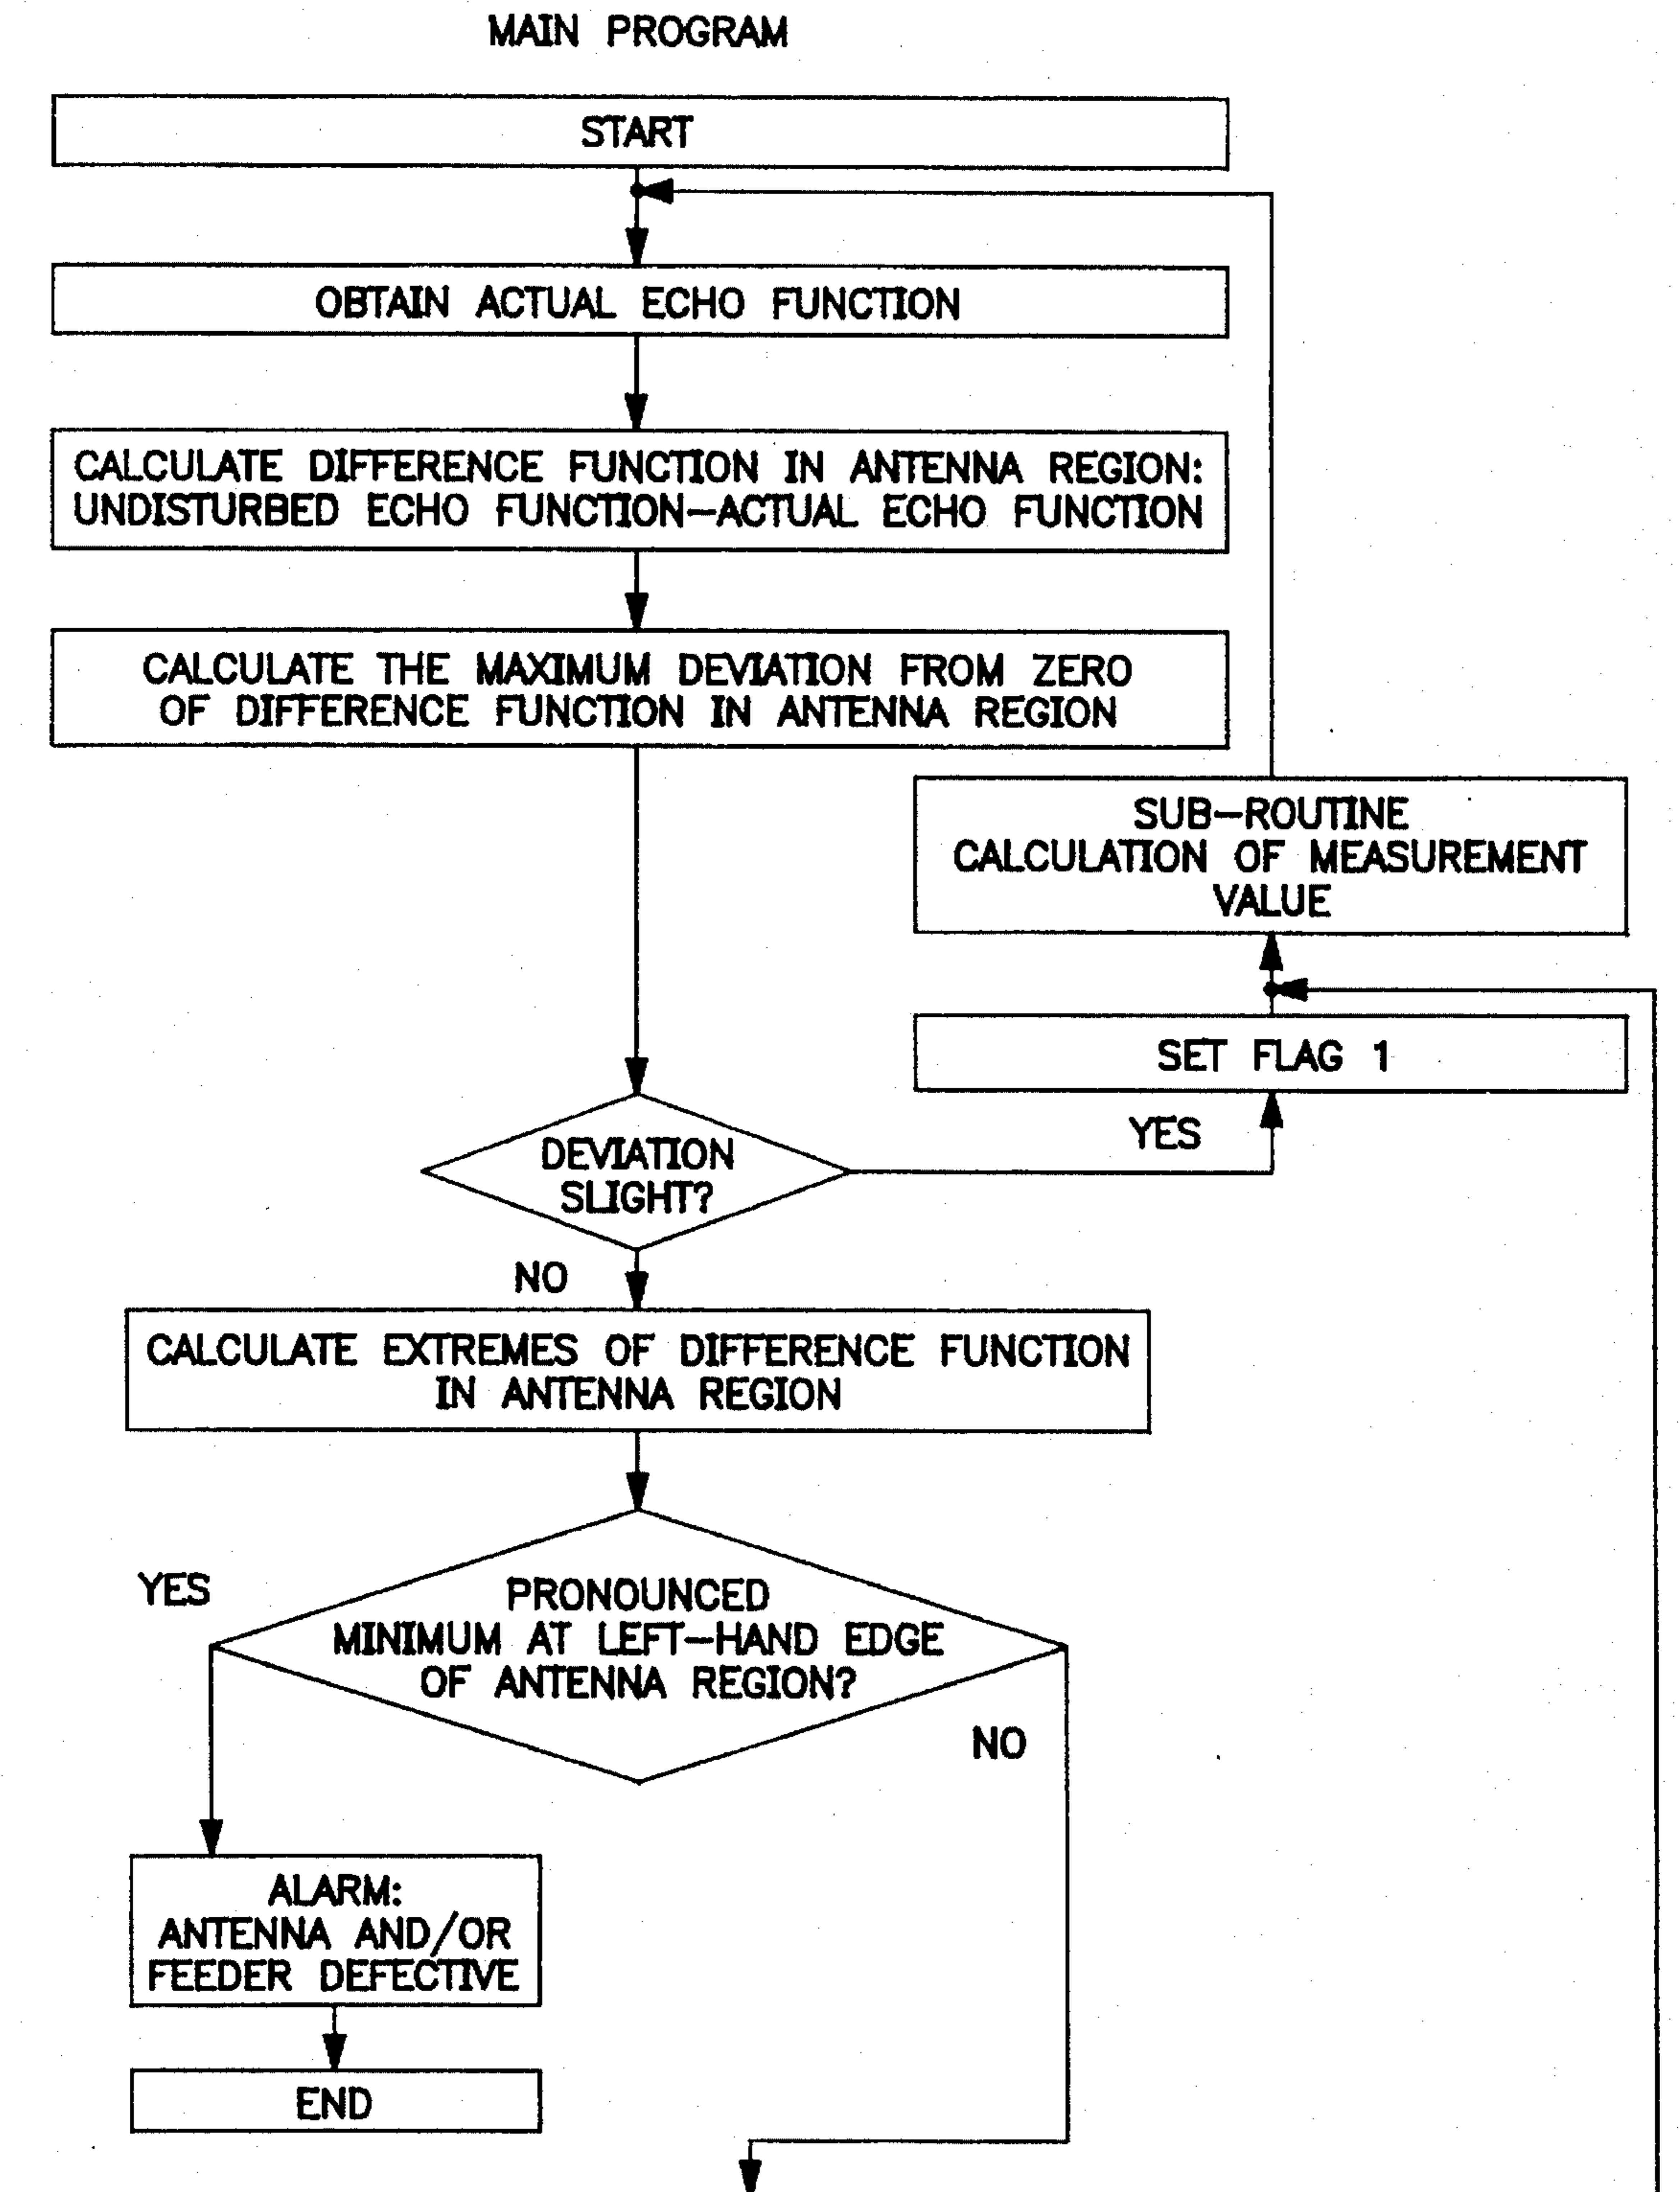 MAIN PROGRAM
START
OBTAIN ACTUAL ECHO FUNCTION
CALCULATE DIFFERENCE FUNCTION IN ANTENNA REGION:
UNDISTURBED ECHO FUNCTION–ACTUAL ECHO FUNCTION
CALCULATE THE MAXIMUM DEVIATION FROM ZERO
OF DIFFERENCE FUNCTION IN ANTENNA REGION
SUB–ROUTINE
CALCULATION OF MEASUREMENT
VALUE
SET FLAG 1
YES
DEVIATION
SLIGHT?
NO
CALCULATE EXTREMES OF DIFFERENCE FUNCTION
IN ANTENNA REGION
YES
PRONOUNCED
MINIMUM AT LEFT–HAND EDGE
OF ANTENNA REGION?
NO
ALARM:
ANTENNA AND/OR
FEEDER DEFECTIVE
END